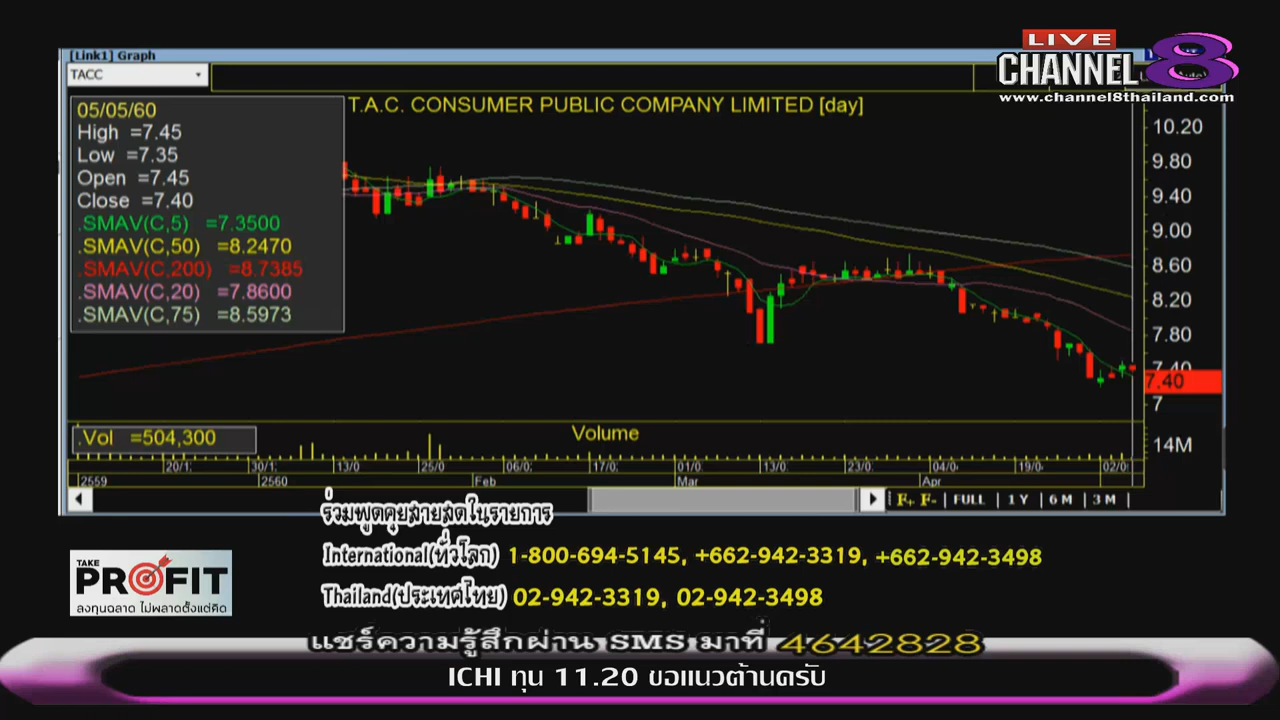 [Link1] Graph
TACC
LIVE
CHANNEL 8
www.channel8thailand.com
T.A.C. CONSUMER PUBLIC COMPANY LIMITED [day]
05/05/60
High =7.45
Low =7.35
Open =7.45
Close =7.40
.SMAV(C,5) =7.3500
.SMAV(C,50) =8.2470
.SMAV(C,200) =8.7385
.SMAV(C,20) =7.8600
.SMAV(C,75) =8.5973
10.20
9.80
9.40
9.00
8.60
8.20
7.80
7.40
7.40
7
.Vol =504,300
Volume
14M
20/1 30/1 13/0 25/0 06/0 17/0 01/0 13/0 23/0 04/0 19/0 02/0
2559 2560 Feb Mar Apr
F+ F- FULL 1 Y 6 M 3 M
ร่วมพูดคุยสายสดในรายการ
International(ทั่วโลก) 1-800-694-5145, +662-942-3319, +662-942-3498
Thailand(ประเทศไทย) 02-942-3319, 02-942-3498
TAKE
PROFIT
ลงทุนฉลาด ไม่พลาดตั้งแต่คิด
แชร์ความรู้สึกผ่าน SMS มาที่ 4642828
ICHI ทุน 11.20 ขอแนวต้านครับ